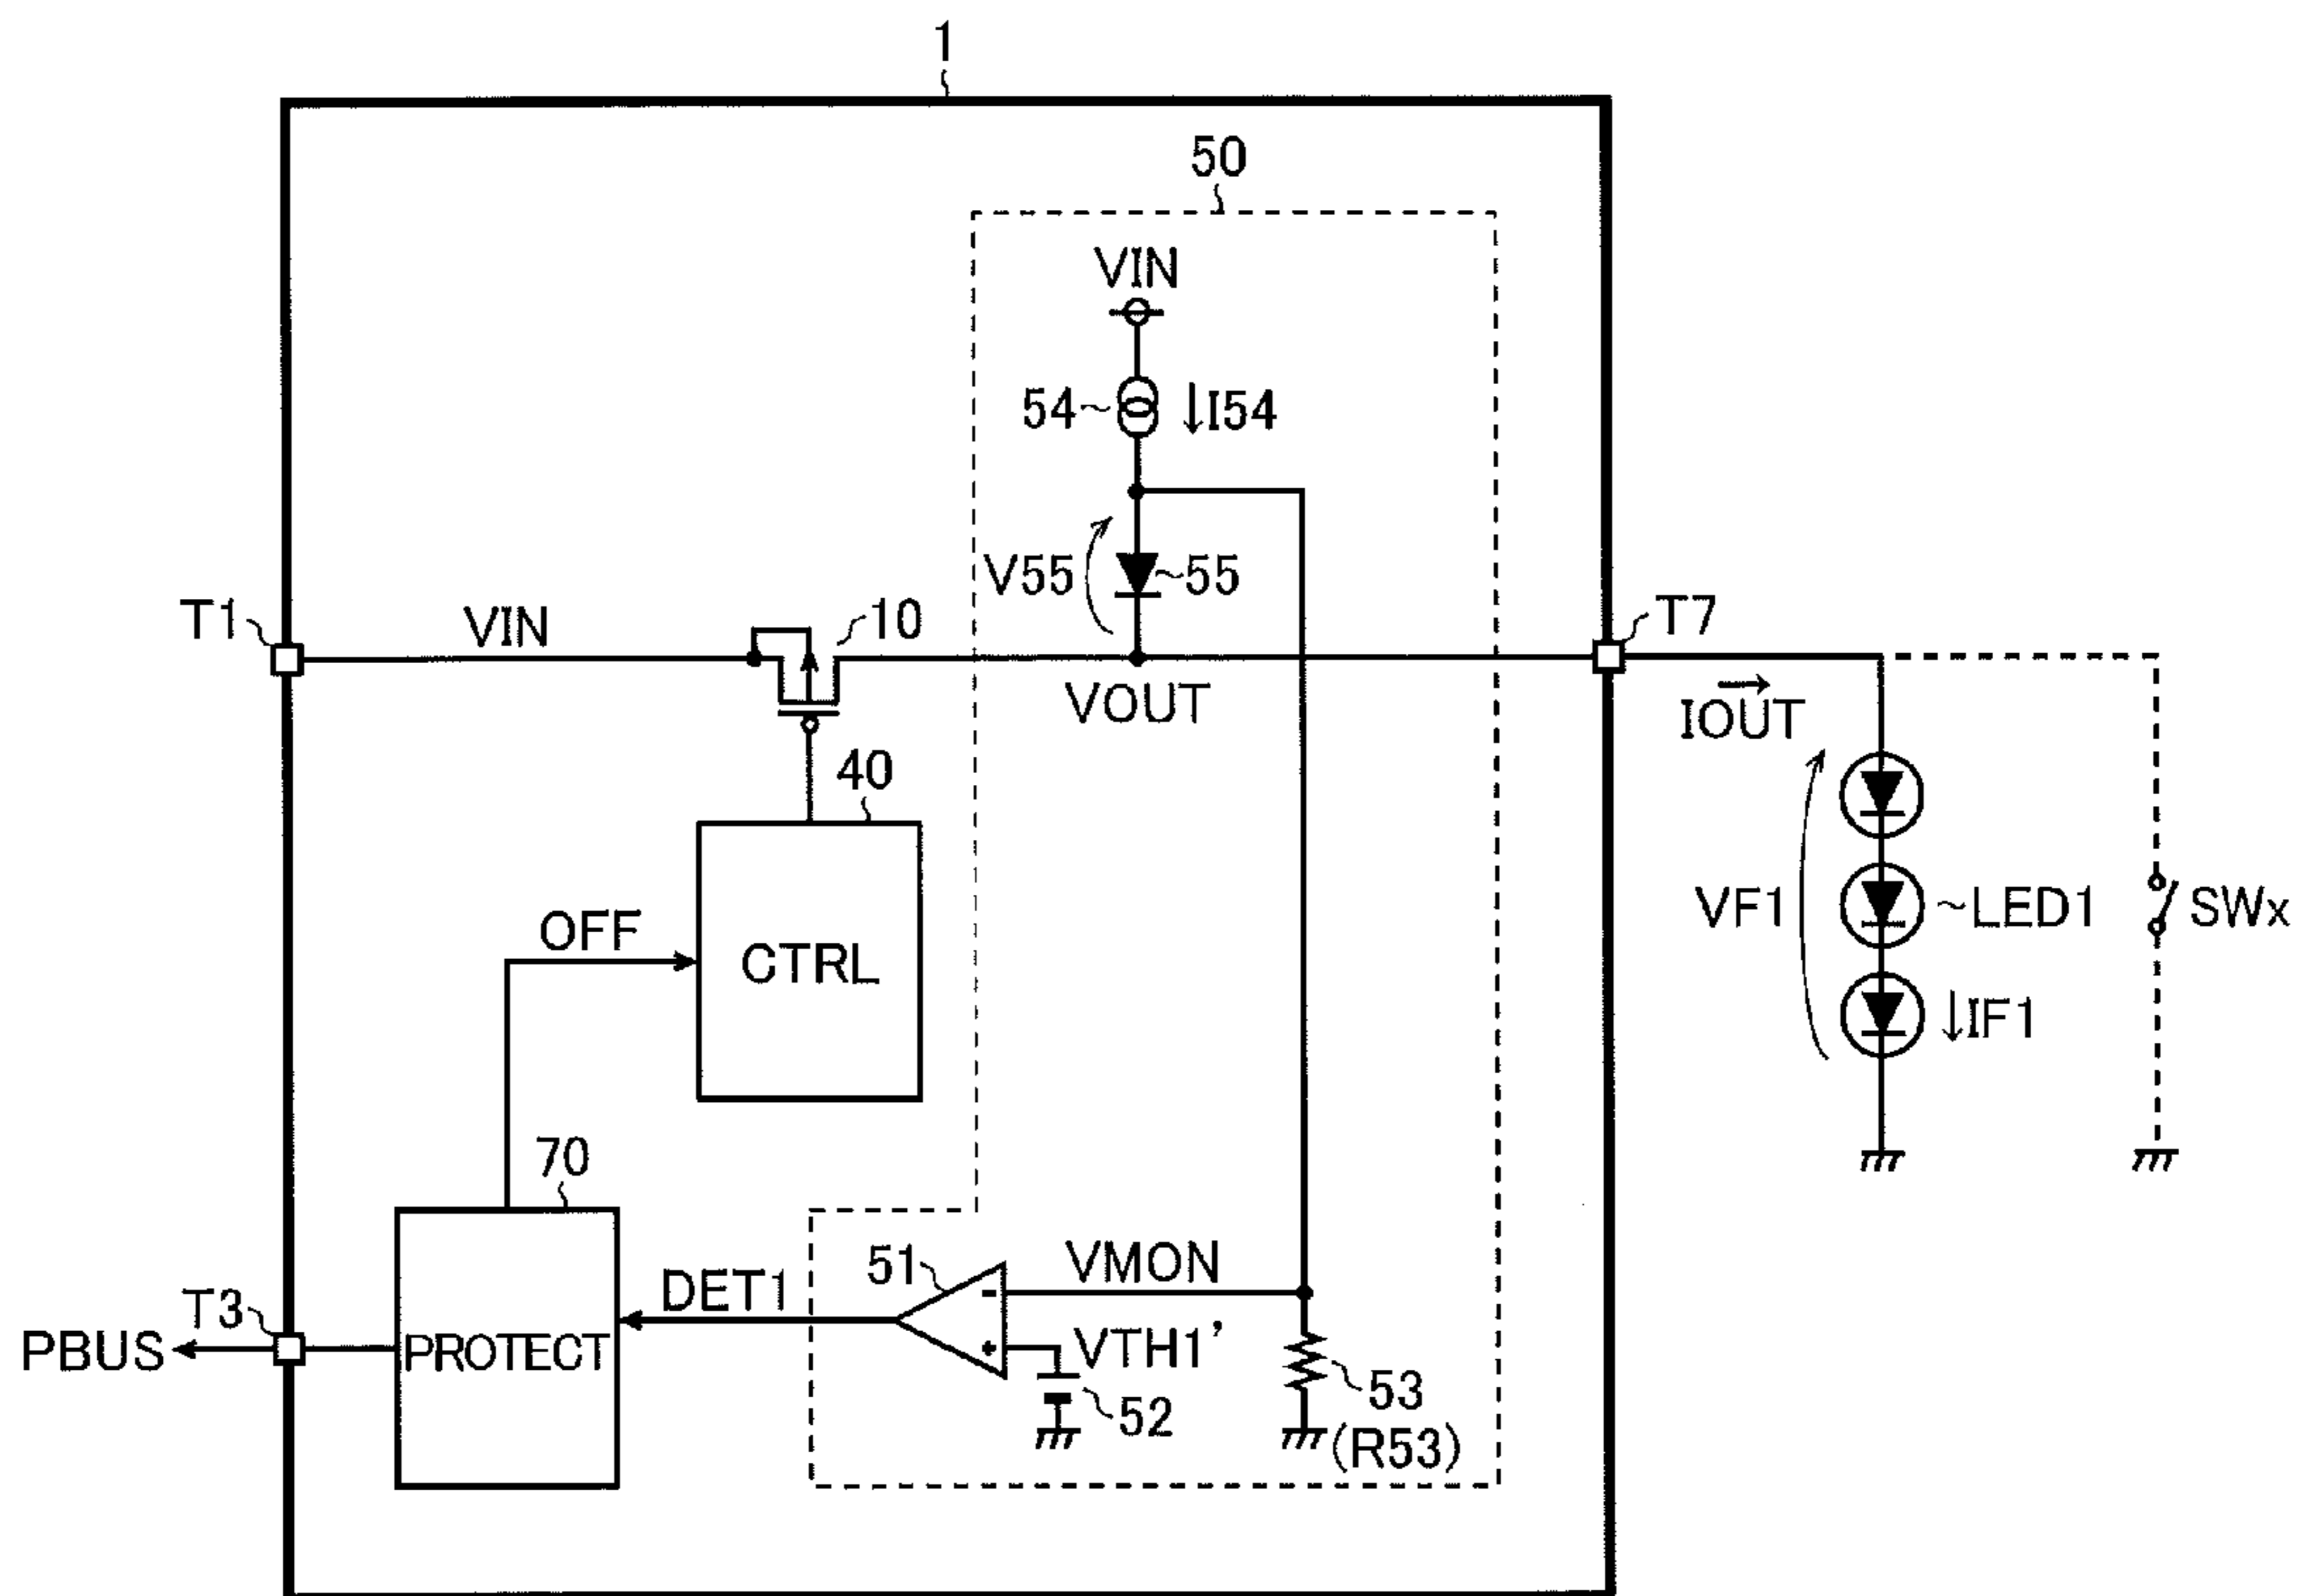 1
50
VIN
54
I54
V55
55
T1
VIN
10
T7
VOUT
IOUT
40
VF1
LED1
SWx
OFF
CTRL
IF1
70
51
VMON
T3
DET1
PBUS
PROTECT
VTH1’
52
53
(R53)